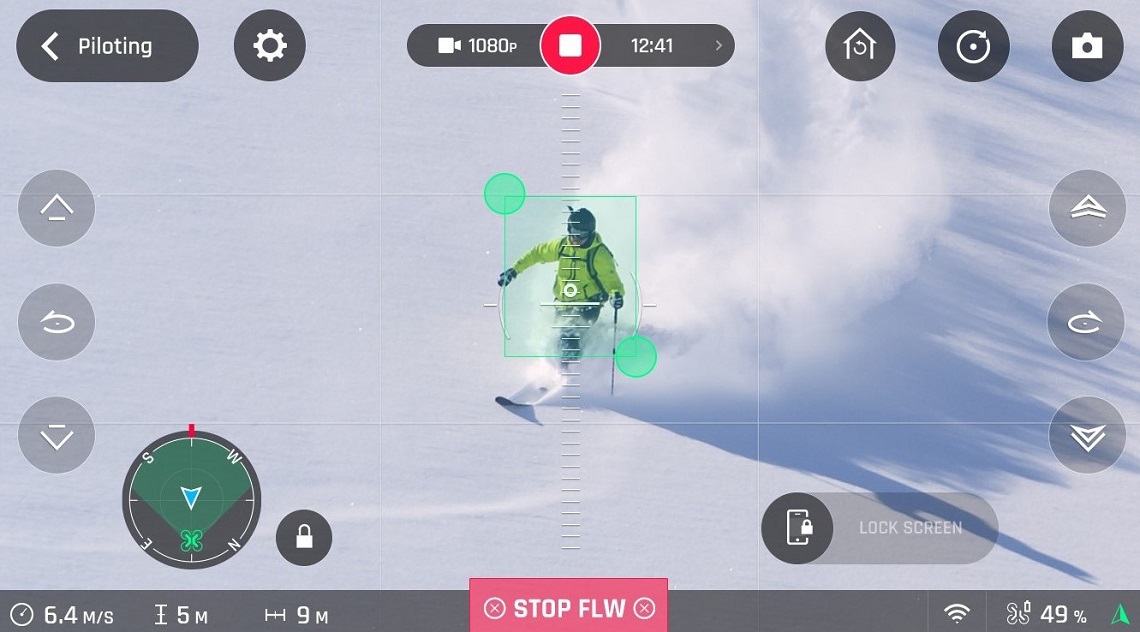 Piloting
1080P
12:41
S
W
E
N
LOCK SCREEN
6.4 M/S
5 M
9 M
STOP FLW
49 %